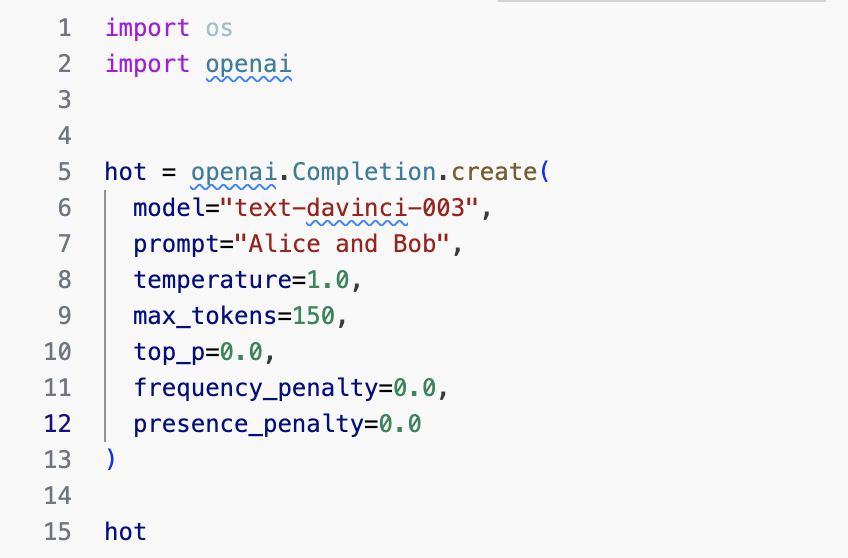 1 import os
2 import openai
3
4
5 hot = openai.Completion.create(
6   model="text-davinci-003",
7   prompt="Alice and Bob",
8   temperature=1.0,
9   max_tokens=150,
10   top_p=0.0,
11   frequency_penalty=0.0,
12   presence_penalty=0.0
13 )
14
15 hot